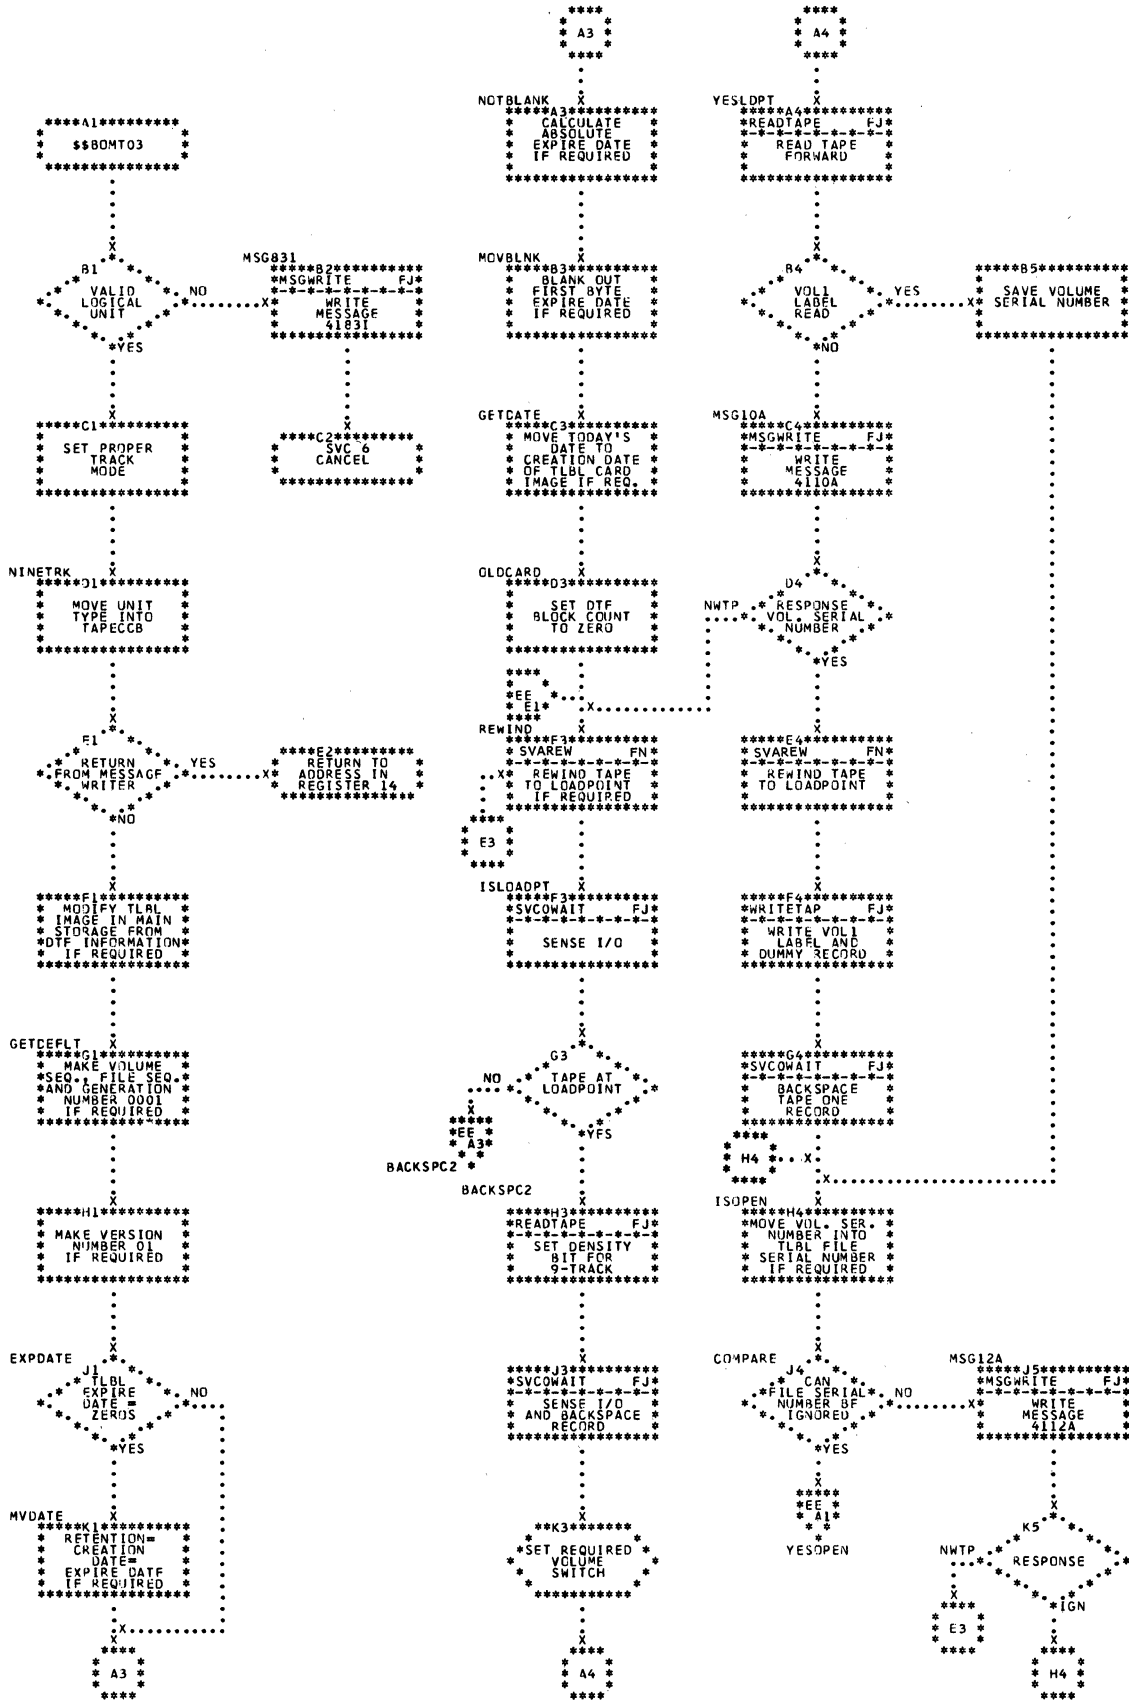 A1
$$BOMT03
B1
VALID
LOGICAL
UNIT
NO
YES
MSG831
B2
MSGWRITE FJ
WRITE
MESSAGE
4183I
C1
SET PROPER
TRACK
MODE
C2
SVC 6
CANCEL
NINETRK
D1
MOVE UNIT
TYPE INTO
TAPECCB
E1
RETURN
FROM MESSAGE
WRITER
YES
NO
E2
RETURN TO
ADDRESS IN
REGISTER 14
F1
MODIFY TLBL
IMAGE IN MAIN
STORAGE FROM
DTF INFORMATION
IF REQUIRED
GETDEFLT
G1
MAKE VOLUME
SEQ., FILE SEQ.
AND GENERATION
NUMBER 0001
IF REQUIRED
H1
MAKE VERSION
NUMBER 01
IF REQUIRED
EXPDATE
J1
TLBL
EXPIRE
DATE =
ZEROS
NO
YES
MVDATE
K1
RETENTION=
CREATION
DATE=
EXPIRE DATE
IF REQUIRED
A3
A3
NOTBLANK
A3
CALCULATE
ABSOLUTE
EXPIRE DATE
IF REQUIRED
MOVBLNK
B3
BLANK OUT
FIRST BYTE
EXPIRE DATE
IF REQUIRED
GETDATE
C3
MOVE TODAY'S
DATE TO
CREATION DATE
OF TLBL CARD
IMAGE IF REQ.
OLDCARD
D3
SET DTF
BLOCK COUNT
TO ZERO
EE
E1
REWIND
E3
SVAREW FN
REWIND TAPE
TO LOADPOINT
IF REQUIRED
E3
ISLOADPT
F3
SVCOWAIT FJ
SENSE I/O
G3
TAPE AT
LOADPOINT
NO
YES
EE
A3
BACKSPC2
BACKSPC2
H3
READTAPE FJ
SET DENSITY
BIT FOR
9-TRACK
J3
SVCOWAIT FJ
SENSE I/O
AND BACKSPACE
RECORD
K3
SET REQUIRED
VOLUME
SWITCH
A4
A4
YESLDPT
A4
READTAPE FJ
READ TAPE
FORWARD
B4
VOL1
LABEL
READ
YES
NO
B5
SAVE VOLUME
SERIAL NUMBER
MSG10A
C4
MSGWRITE FJ
WRITE
MESSAGE
4110A
D4
NWTP
RESPONSE
VOL. SERIAL
NUMBER
YES
E4
SVAREW FN
REWIND TAPE
TO LOADPOINT
F4
WRITETAP FJ
WRITE VOL1
LABEL AND
DUMMY RECORD
G4
SVCOWAIT FJ
BACKSPACE
TAPE ONE
RECORD
H4
ISOPEN
H4
MOVE VOL. SER.
NUMBER INTO
TLBL FILE
SERIAL NUMBER
IF REQUIRED
COMPARE
J4
CAN
FILE SERIAL
NUMBER BE
IGNORED
NO
YES
EE
A1
YESOPEN
MSG12A
J5
MSGWRITE FJ
WRITE
MESSAGE
4112A
K5
NWTP
RESPONSE
IGN
E3
H4